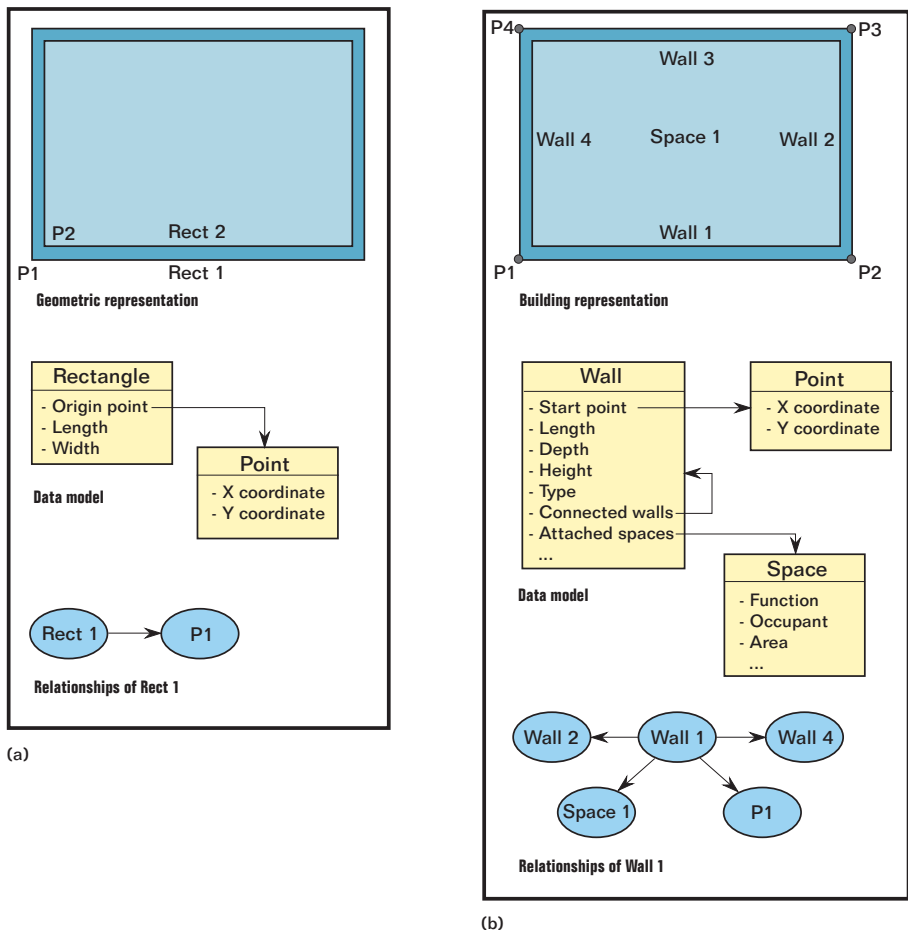 P2
Rect 2
P1
Rect 1
Geometric representation
Rectangle
- Origin point
- Length
- Width
Point
- X coordinate
- Y coordinate
Data model
Rect 1
P1
Relationships of Rect 1
(a)
P4
P3
Wall 3
Wall 4
Space 1
Wall 2
Wall 1
P1
P2
Building representation
Wall
- Start point
- Length
- Depth
- Height
- Type
- Connected walls
- Attached spaces
...
Point
- X coordinate
- Y coordinate
Data model
Space
- Function
- Occupant
- Area
...
Wall 2
Wall 1
Wall 4
Space 1
P1
Relationships of Wall 1
(b)